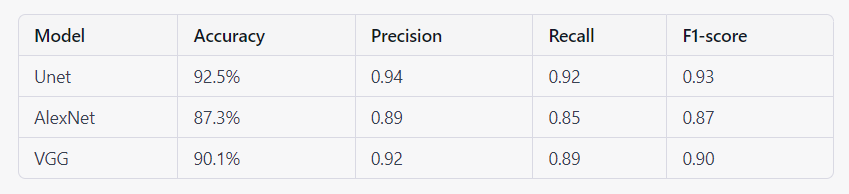 Model Accuracy Precision Recall F1-score
Unet 92.5% 0.94 0.92 0.93
AlexNet 87.3% 0.89 0.85 0.87
VGG 90.1% 0.92 0.89 0.90